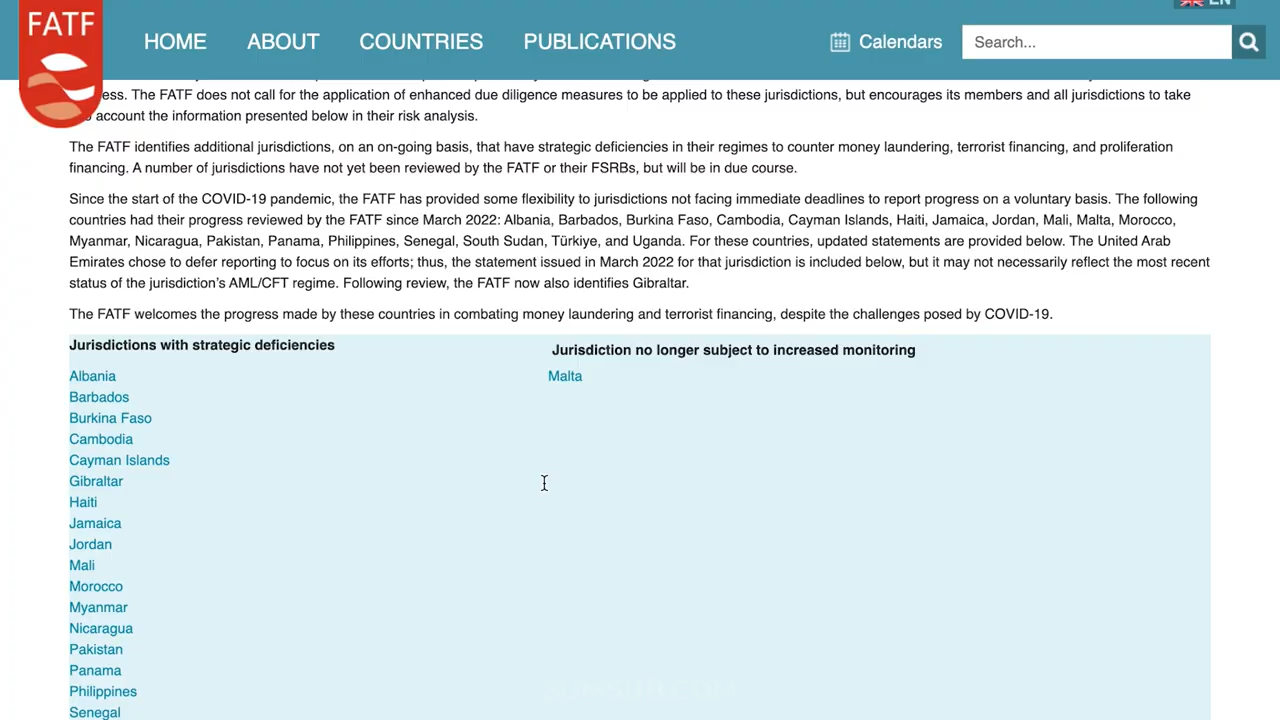 EN
FATF
HOME ABOUT COUNTRIES PUBLICATIONS Calendars Search...
ess. The FATF does not call for the application of enhanced due diligence measures to be applied to these jurisdictions, but encourages its members and all jurisdictions to take
account the information presented below in their risk analysis.
The FATF identifies additional jurisdictions, on an on-going basis, that have strategic deficiencies in their regimes to counter money laundering, terrorist financing, and proliferation
financing. A number of jurisdictions have not yet been reviewed by the FATF or their FSRBs, but will be in due course.
Since the start of the COVID-19 pandemic, the FATF has provided some flexibility to jurisdictions not facing immediate deadlines to report progress on a voluntary basis. The following
countries had their progress reviewed by the FATF since March 2022: Albania, Barbados, Burkina Faso, Cambodia, Cayman Islands, Haiti, Jamaica, Jordan, Mali, Malta, Morocco,
Myanmar, Nicaragua, Pakistan, Panama, Philippines, Senegal, South Sudan, Türkiye, and Uganda. For these countries, updated statements are provided below. The United Arab
Emirates chose to defer reporting to focus on its efforts; thus, the statement issued in March 2022 for that jurisdiction is included below, but it may not necessarily reflect the most recent
status of the jurisdiction's AML/CFT regime. Following review, the FATF now also identifies Gibraltar.
The FATF welcomes the progress made by these countries in combating money laundering and terrorist financing, despite the challenges posed by COVID-19.
Jurisdictions with strategic deficiencies
Albania
Barbados
Burkina Faso
Cambodia
Cayman Islands
Gibraltar
Haiti
Jamaica
Jordan
Mali
Morocco
Myanmar
Nicaragua
Pakistan
Panama
Philippines
Senegal
Jurisdiction no longer subject to increased monitoring
Malta